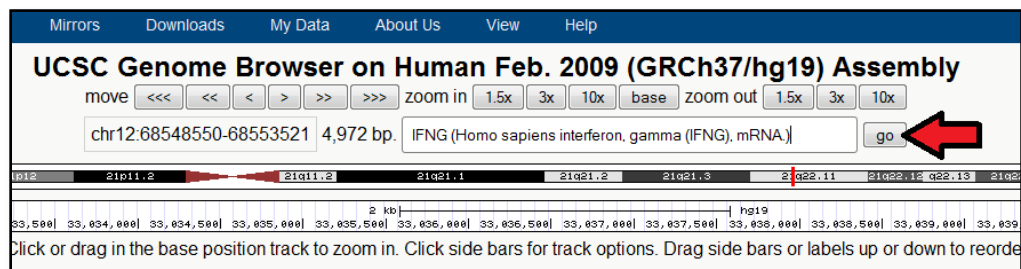 Mirrors Downloads My Data About Us View Help
UCSC Genome Browser on Human Feb. 2009 (GRCh37/hg19) Assembly
move <<< << < > >> >>> zoom in 1.5x 3x 10x base zoom out 1.5x 3x 10x
chr12:68548550-68553521 4,972 bp. IFNG (Homo sapiens interferon, gamma (IFNG), mRNA.) go
p12 21p11.2 21q11.2 21q21.1 21q21.2 21q21.3 21q22.11 21q22.12 q22.13 21q2
2 kb hg19
33,500| 33,034,000| 33,034,500| 33,035,000| 33,035,500| 33,036,000| 33,036,500| 33,037,000| 33,037,500| 33,038,000| 33,038,500| 33,039,000| 33,039
Click or drag in the base position track to zoom in. Click side bars for track options. Drag side bars or labels up or down to reorde